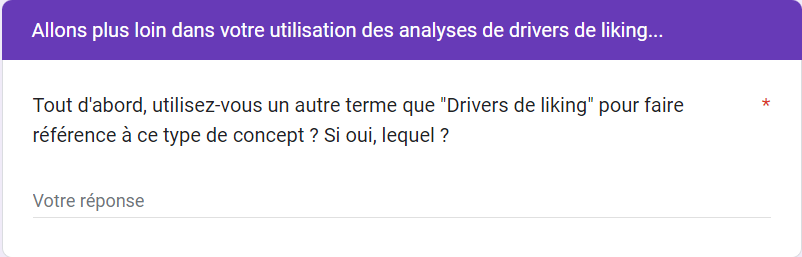 Allons plus loin dans votre utilisation des analyses de drivers de liking...
Tout d'abord, utilisez-vous un autre terme que "Drivers de liking" pour faire *
référence à ce type de concept ? Si oui, lequel ?
Votre réponse